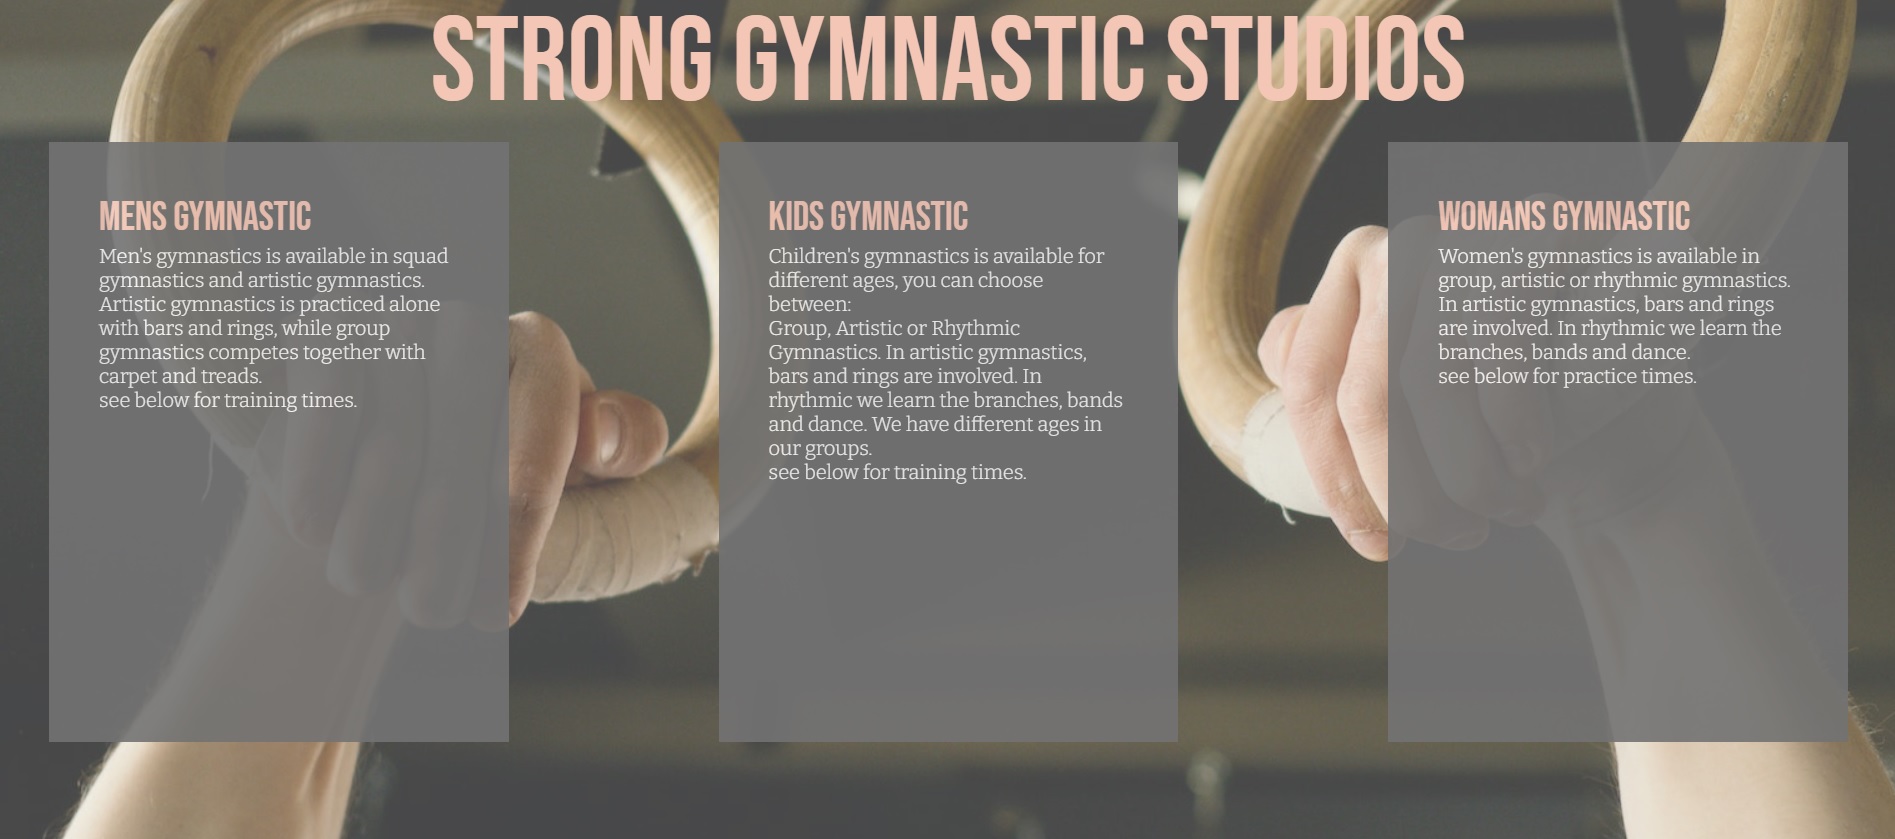 STRONG GYMNASTIC STUDIOS
MENS GYMNASTIC
Men's gymnastics is available in squad
gymnastics and artistic gymnastics.
Artistic gymnastics is practiced alone
with bars and rings, while group
gymnastics competes together with
carpet and treads.
see below for training times.
KIDS GYMNASTIC
Children's gymnastics is available for
different ages, you can choose
between:
Group, Artistic or Rhythmic
Gymnastics. In artistic gymnastics,
bars and rings are involved. In
rhythmic we learn the branches, bands
and dance. We have different ages in
our groups.
see below for training times.
WOMANS GYMNASTIC
Women's gymnastics is available in
group, artistic or rhythmic gymnastics.
In artistic gymnastics, bars and rings
are involved. In rhythmic we learn the
branches, bands and dance.
see below for practice times.